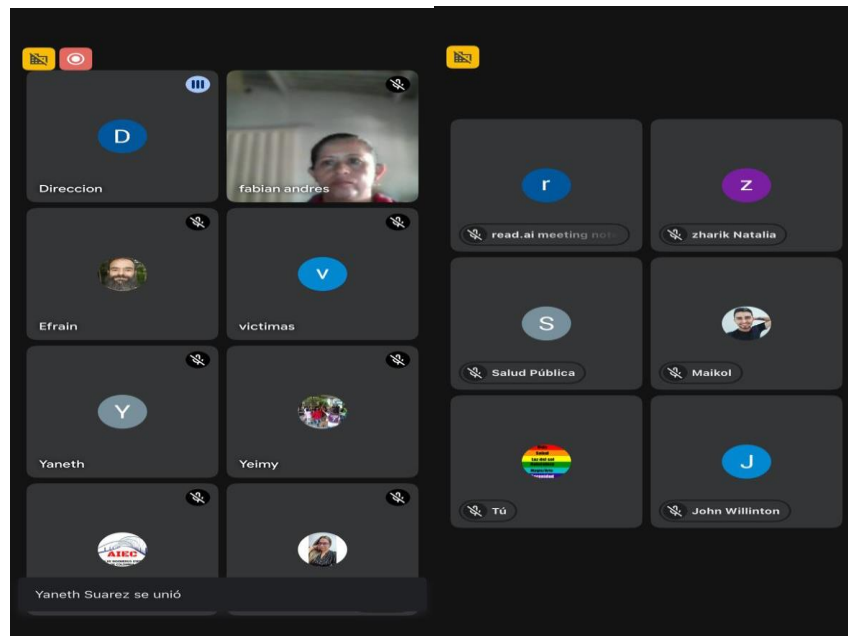 D
Direccion
fabian andres
Efrain
v
victimas
Y
Yaneth
Yeimy
AIEC
Yaneth Suarez se unió
r
read.ai meeting not
z
zharik Natalia
S
Salud Pública
Maikol
Tú
J
John Willinton